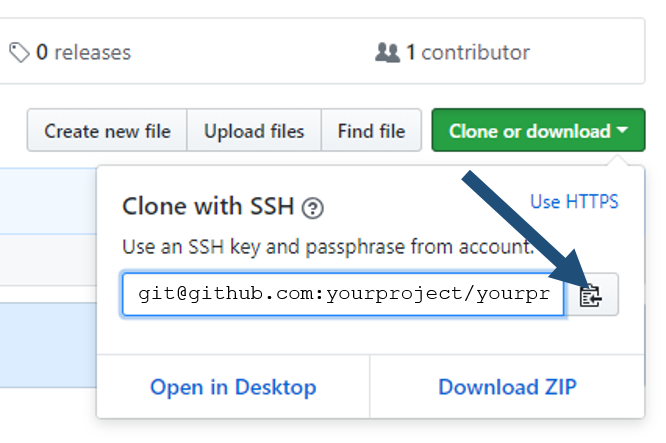 0 releases 1 contributor
Create new file Upload files Find file Clone or download
Clone with SSH Use HTTPS
Use an SSH key and passphrase from account.
git@github.com:yourproject/yourpr
Open in Desktop Download ZIP